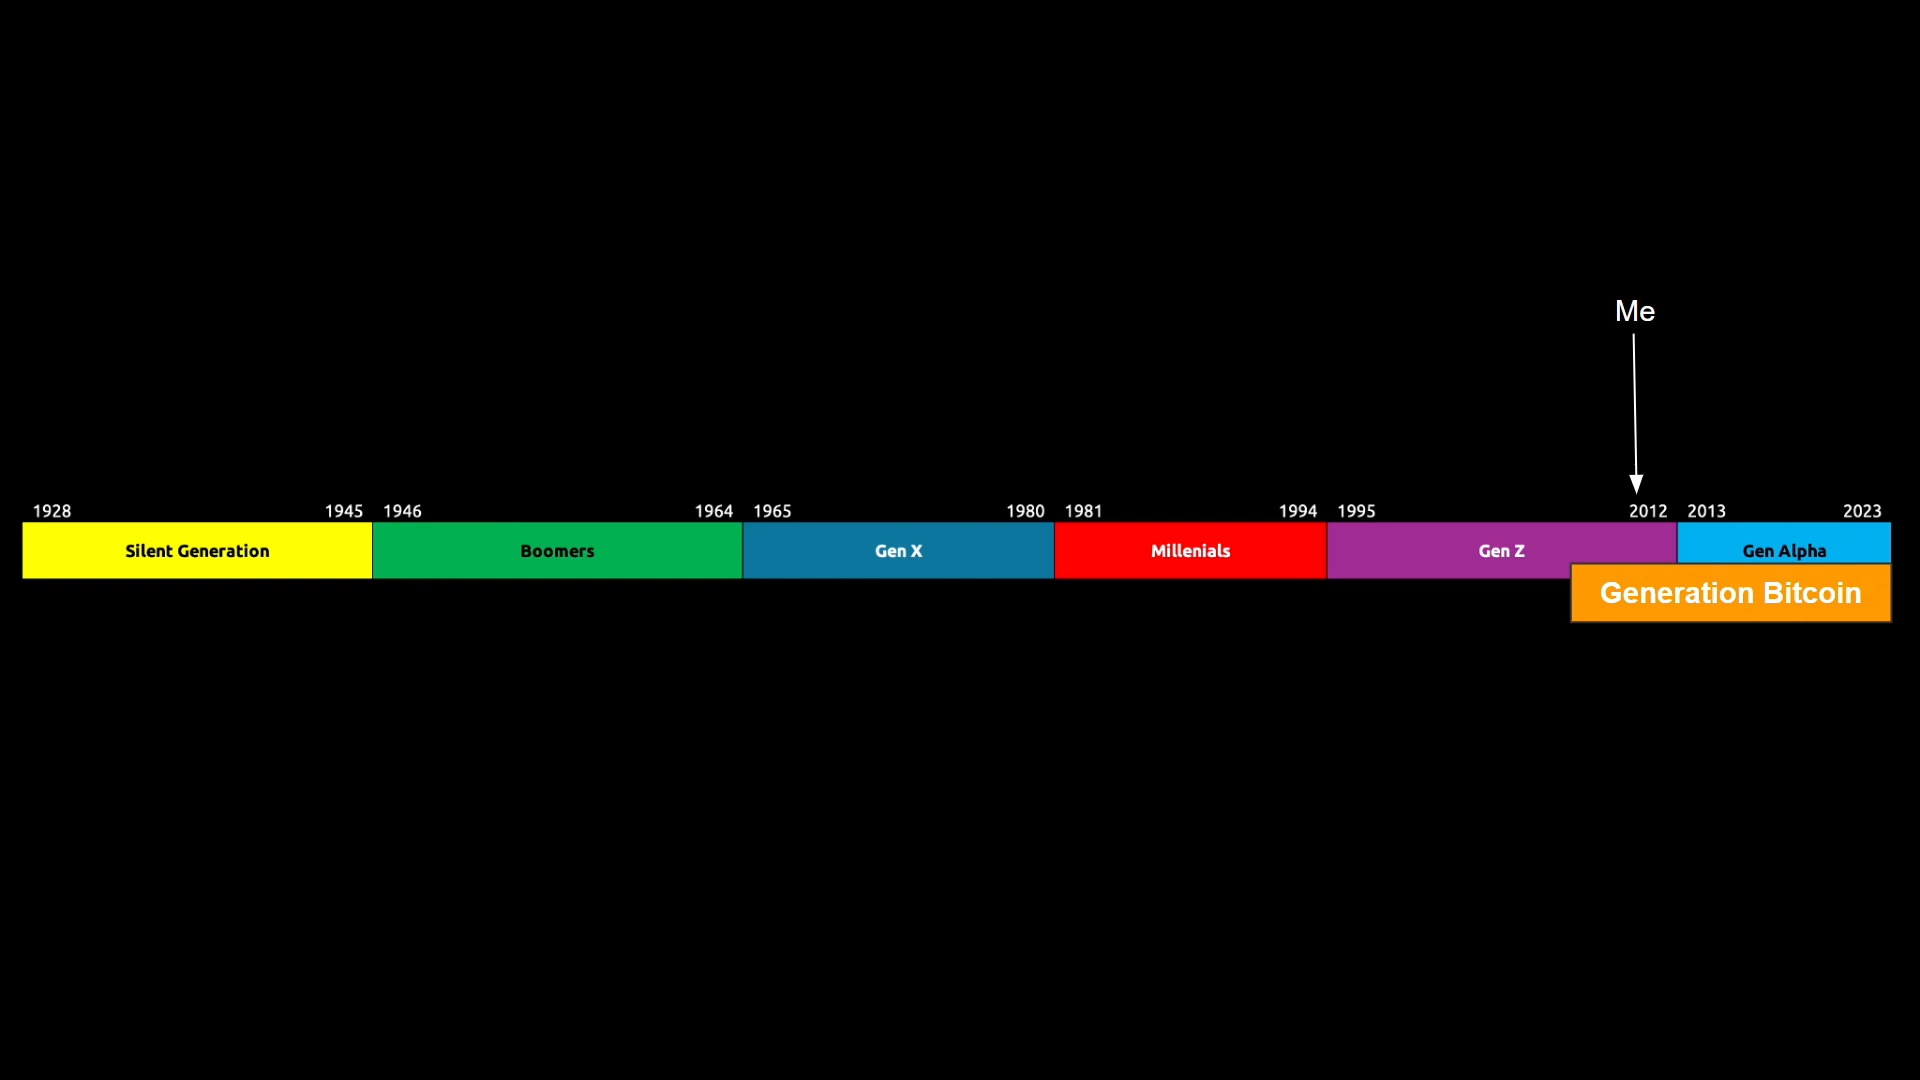 Me
1928 1945 1946 1964 1965 1980 1981 1994 1995 2012 2013 2023
Silent Generation Boomers Gen X Millenials Gen Z Gen Alpha
Generation Bitcoin